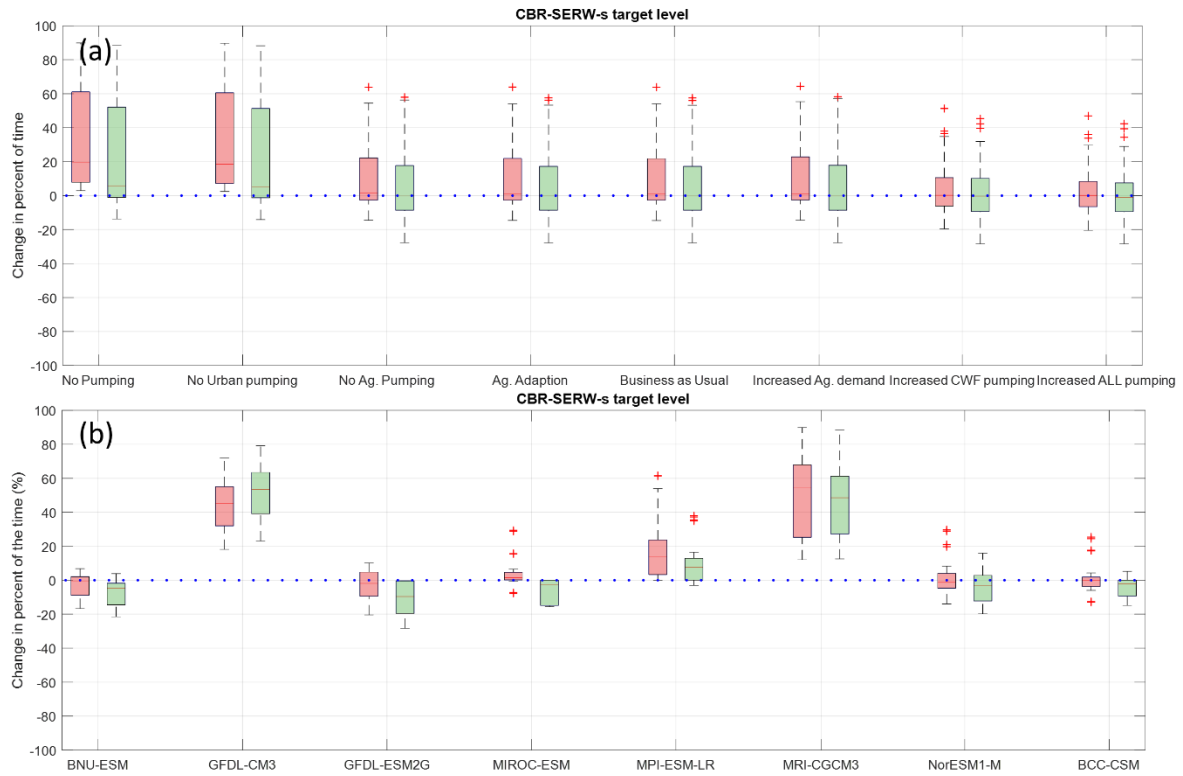 CBR-SERW-s target level
(a)
Change in percent of time
100
80
60
40
20
0
-20
-40
-60
-80
-100
No Pumping No Urban pumping No Ag. Pumping Ag. Adaption Business as Usual Increased Ag. demand Increased CWF pumping Increased ALL pumping
CBR-SERW-s target level
(b)
Change in percent of the time (%)
100
80
60
40
20
0
-20
-40
-60
-80
-100
BNU-ESM GFDL-CM3 GFDL-ESM2G MIROC-ESM MPI-ESM-LR MRI-CGCM3 NorESM1-M BCC-CSM